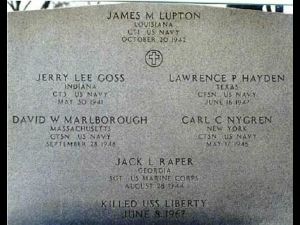 JAMES M LUPTON
LOUISIANA
CT1 US NAVY
OCTOBER 20 1942
JERRY LEE GOSS
INDIANA
CT3 US NAVY
MAY 30 1941
LAWRENCE P HAYDEN
TEXAS
CT3N US NAVY
JUNE 16 1947
DAVID W MARLBOROUGH
MASSACHUSETTS
CTSN US NAVY
SEPTEMBER 28 1948
CARL C NYGREN
NEW YORK
CTSN US NAVY
MAY 17 1946
JACK L RAPER
GEORGIA
SGT US MARINE CORPS
AUGUST 28 1944
KILLED USS LIBERTY
JUNE 8 1967